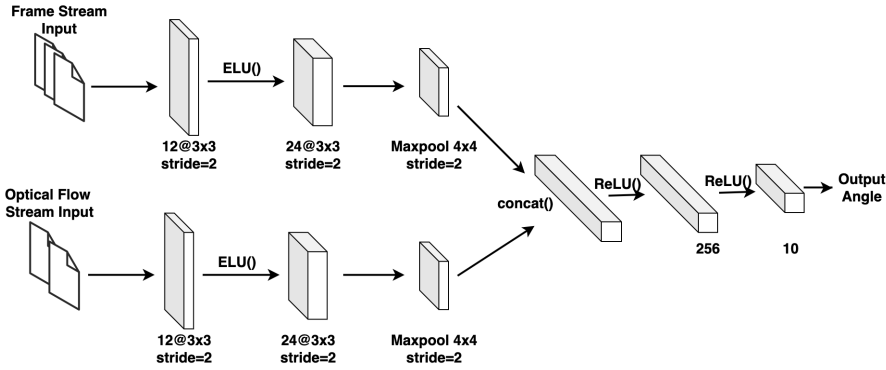 Frame Stream
Input
ELU()
12@3x3
stride=2
24@3x3
stride=2
Maxpool 4x4
stride=2
Optical Flow
Stream Input
ELU()
12@3x3
stride=2
24@3x3
stride=2
Maxpool 4x4
stride=2
concat()
ReLU()
256
ReLU()
10
Output
Angle